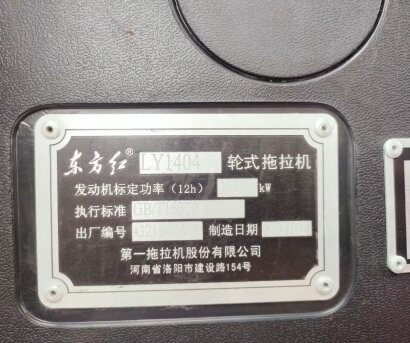 东方红® LY1404 轮式拖拉机
发动机标定功率（12h） kW
执行标准
出厂编号 制造日期
第一拖拉机股份有限公司
河南省洛阳市建设路154号